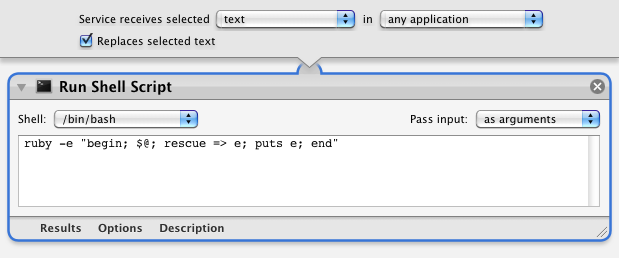 Service receives selected text in any application
Replaces selected text
Run Shell Script
Shell: /bin/bash Pass input: as arguments
ruby -e "begin; $@; rescue => e; puts e; end"
Results Options Description